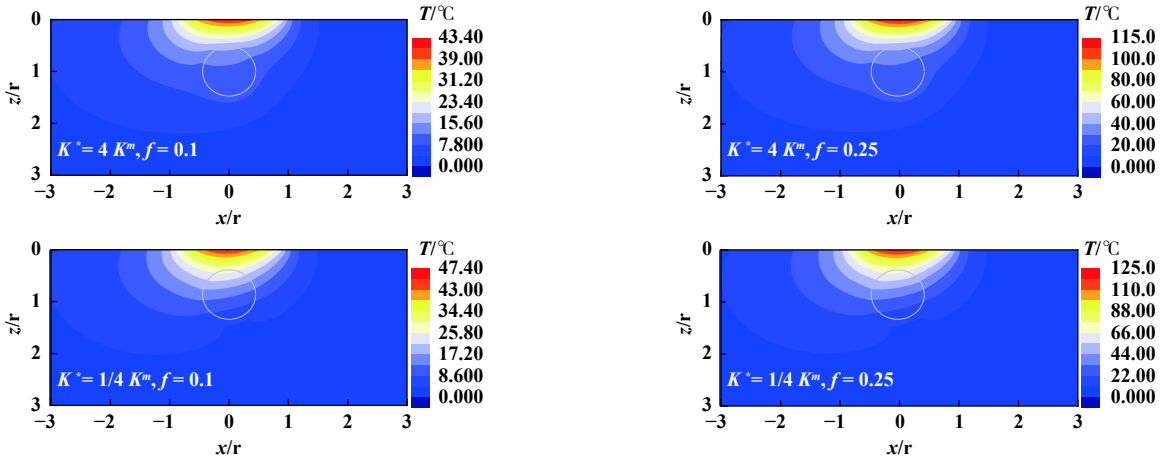 T/°C
43.40
39.00
31.20
23.40
15.60
7.800
0.000
0
1
2
3
z/r
K*= 4 Kᵐ, f = 0.1
−3 −2 −1 0 1 2 3
x/r
T/°C
115.0
100.0
80.00
60.00
40.00
20.00
0.000
0
1
2
3
z/r
K*= 4 Kᵐ, f = 0.25
−3 −2 −1 0 1 2 3
x/r
T/°C
47.40
43.00
34.40
25.80
17.20
8.600
0.000
0
1
2
3
z/r
K*= 1/4 Kᵐ, f = 0.1
−3 −2 −1 0 1 2 3
x/r
T/°C
125.0
110.0
88.00
66.00
44.00
22.00
0.000
0
1
2
3
z/r
K*= 1/4 Kᵐ, f = 0.25
−3 −2 −1 0 1 2 3
x/r